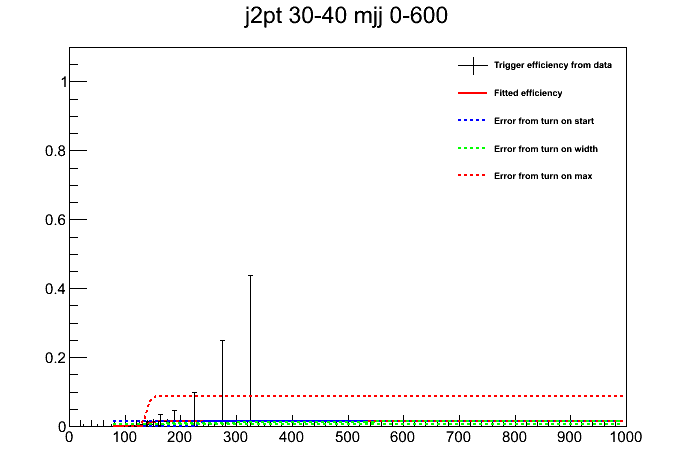 j2pt 30-40 mjj 0-600
Trigger efficiency from data
Fitted efficiency
Error from turn on start
Error from turn on width
Error from turn on max
1
0.8
0.6
0.4
0.2
0
0 100 200 300 400 500 600 700 800 900 1000